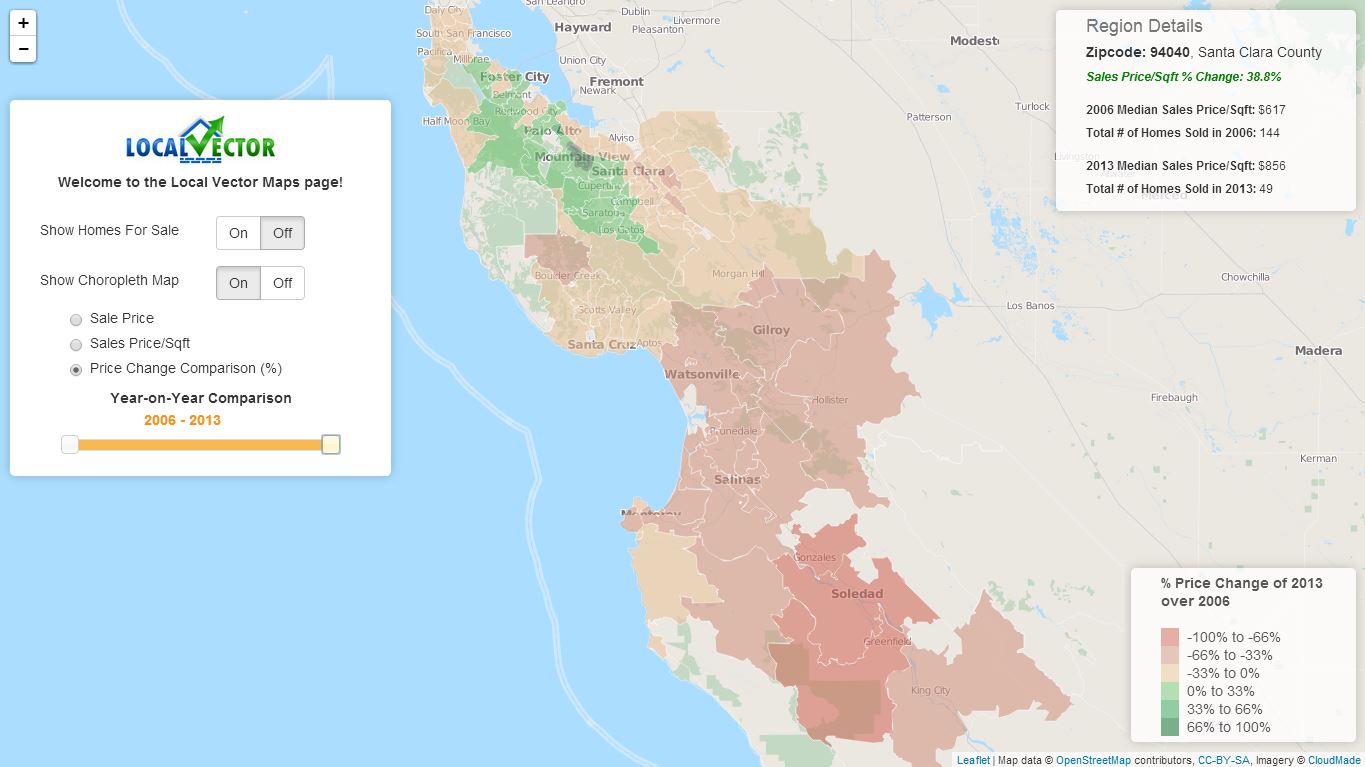 +
−
LOCALVECTOR
Welcome to the Local Vector Maps page!
Show Homes For Sale
On
Off
Show Choropleth Map
On
Off
Sale Price
Sales Price/Sqft
Price Change Comparison (%)
Year-on-Year Comparison
2006 - 2013
San Leandro
Daly City
Dublin
Livermore
Hayward
Pleasanton
South San Francisco
Modesto
Pacifica
Millbrae
Union City
Foster City
Fremont
Newark
Belmont
Redwood City
Turlock
Half Moon Bay
Palo Alto
Alviso
Patterson
Mountain View
Livingston
Santa Clara
Cupertino
Merced
Campbell
Saratoga
Los Gatos
Boulder Creek
Morgan Hill
Chowchilla
Scotts Valley
Los Banos
Gilroy
Santa Cruz
Aptos
Madera
Watsonville
Hollister
Firebaugh
Prunedale
Kerman
Salinas
Monterey
Gonzales
Soledad
Greenfield
King City
Region Details
Zipcode: 94040, Santa Clara County
Sales Price/Sqft % Change: 38.8%
2006 Median Sales Price/Sqft: $617
Total # of Homes Sold in 2006: 144
2013 Median Sales Price/Sqft: $856
Total # of Homes Sold in 2013: 49
% Price Change of 2013
over 2006
-100% to -66%
-66% to -33%
-33% to 0%
0% to 33%
33% to 66%
66% to 100%
Leaflet | Map data © OpenStreetMap contributors, CC-BY-SA, Imagery © CloudMade